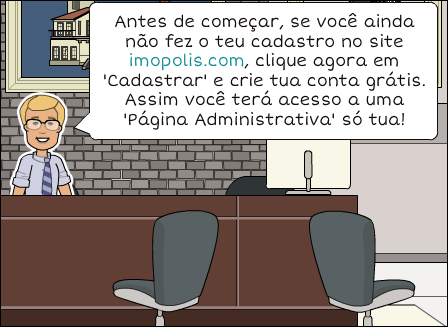 Antes de começar, se você ainda
não fez o teu cadastro no site
imopolis.com, clique agora em
'Cadastrar' e crie tua conta grátis.
Assim você terá acesso a uma
'Página Administrativa' só tua!